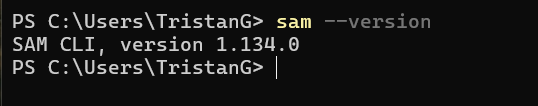 PS C:\Users\TristanG> sam --version
SAM CLI, version 1.134.0
PS C:\Users\TristanG>